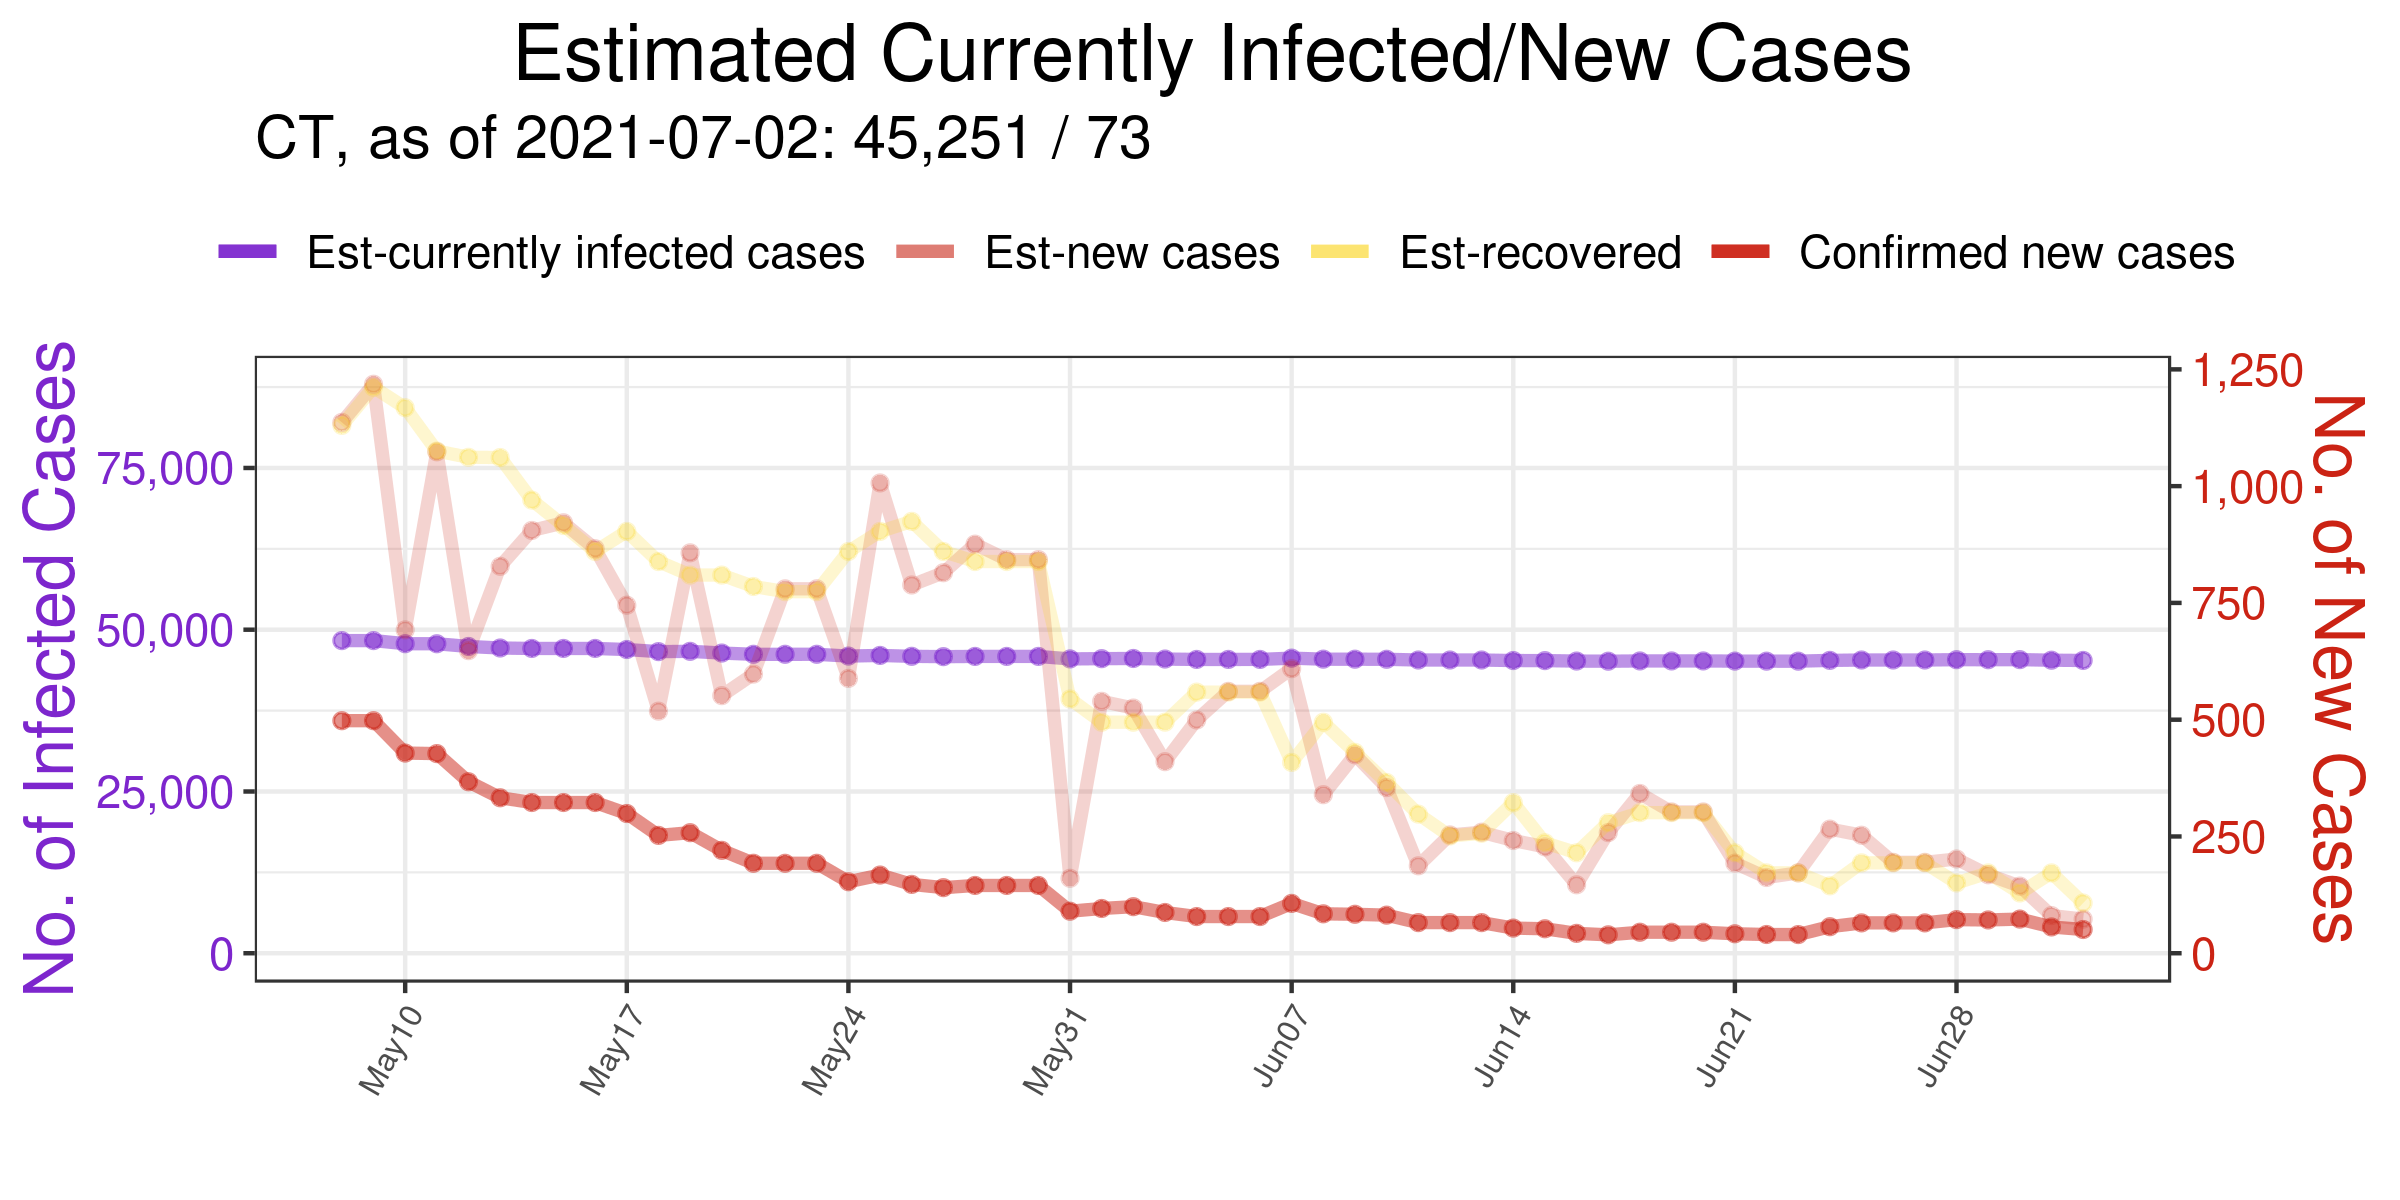 Estimated Currently Infected/New Cases
CT, as of 2021-07-02: 45,251 / 73
Est-currently infected cases Est-new cases Est-recovered Confirmed new cases
No. of Infected Cases
75,000
50,000
25,000
0
1,250
1,000
750
500
250
0
No. of New Cases
May10 May17 May24 May31 Jun07 Jun14 Jun21 Jun28